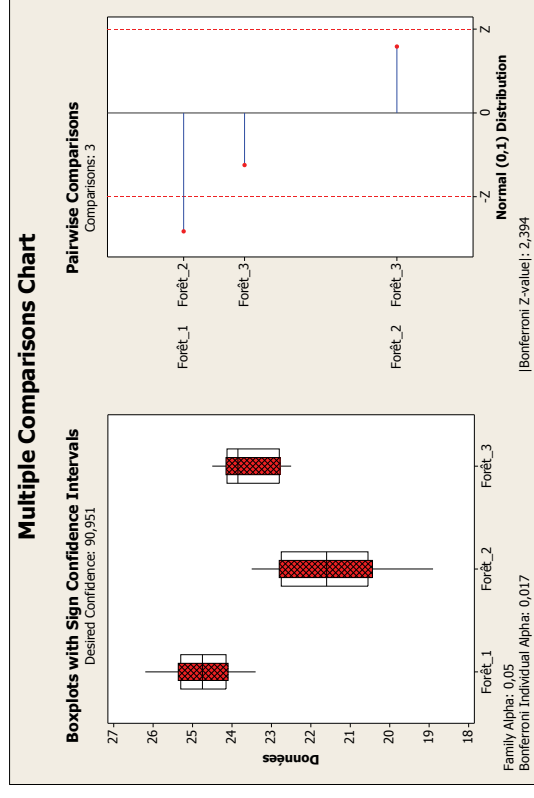 Multiple Comparisons Chart
Boxplots with Sign Confidence Intervals
Desired Confidence: 90,951
Données
27
26
25
24
23
22
21
20
19
18
Forêt_1
Forêt_2
Forêt_3
Family Alpha: 0,05
Bonferroni Individual Alpha: 0,017
Pairwise Comparisons
Comparisons: 3
Forêt_1 Forêt_2
Forêt_3
Forêt_2 Forêt_3
-Z 0 Z
Normal (0,1) Distribution
|Bonferroni Z-value|: 2,394